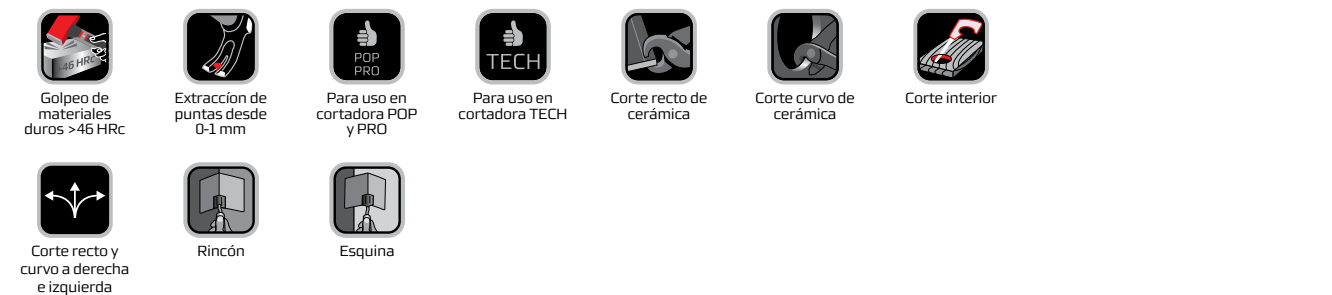 >46 HRc
POP
PRO
TECH
Golpeo de
materiales
duros >46 HRc
Extraccíon de
puntas desde
0-1 mm
Para uso en
cortadora POP
y PRO
Para uso en
cortadora TECH
Corte recto de
cerámica
Corte curvo de
cerámica
Corte interior
Corte recto y
curvo a derecha
e izquierda
Rincón
Esquina